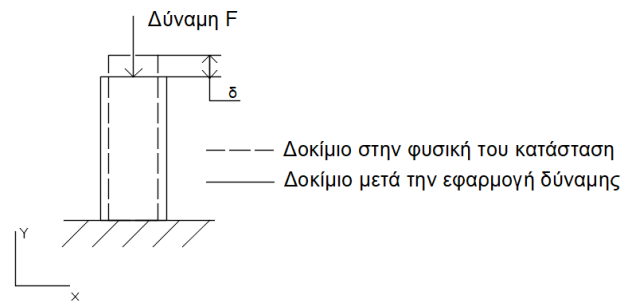 Δύναμη F
δ
Δοκίμιο στην φυσική του κατάσταση
Δοκίμιο μετά την εφαρμογή δύναμης
Y
X